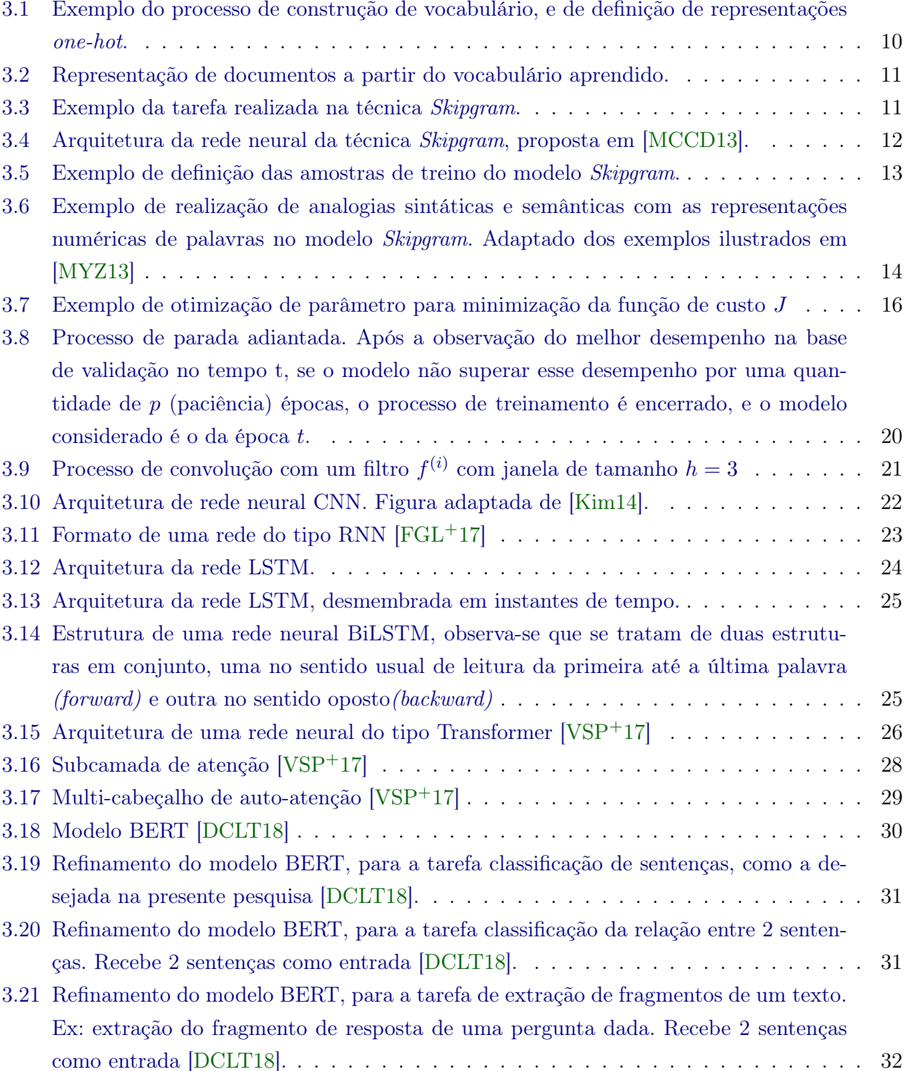 3.1 Exemplo do processo de construção de vocabulário, e de definição de representações
one-hot. . . . . . . . . . . . . . . . . . . . . . . . . . . . . . . . . . . . . . . . . . . . 10
3.2 Representação de documentos a partir do vocabulário aprendido. . . . . . . . . . . . 11
3.3 Exemplo da tarefa realizada na técnica Skipgram. . . . . . . . . . . . . . . . . . . . . 11
3.4 Arquitetura da rede neural da técnica Skipgram, proposta em [MCCD13]. . . . . . . 12
3.5 Exemplo de definição das amostras de treino do modelo Skipgram. . . . . . . . . . . . 13
3.6 Exemplo de realização de analogias sintáticas e semânticas com as representações
numéricas de palavras no modelo Skipgram. Adaptado dos exemplos ilustrados em
[MYZ13] . . . . . . . . . . . . . . . . . . . . . . . . . . . . . . . . . . . . . . . . . . . 14
3.7 Exemplo de otimização de parâmetro para minimização da função de custo J . . . . 16
3.8 Processo de parada adiantada. Após a observação do melhor desempenho na base
de validação no tempo t, se o modelo não superar esse desempenho por uma quan-
tidade de p (paciência) épocas, o processo de treinamento é encerrado, e o modelo
considerado é o da época t. . . . . . . . . . . . . . . . . . . . . . . . . . . . . . . . . 20
3.9 Processo de convolução com um filtro f^(i) com janela de tamanho h = 3 . . . . . . . 21
3.10 Arquitetura de rede neural CNN. Figura adaptada de [Kim14]. . . . . . . . . . . . . 22
3.11 Formato de uma rede do tipo RNN [FGL+17] . . . . . . . . . . . . . . . . . . . . . . 23
3.12 Arquitetura da rede LSTM. . . . . . . . . . . . . . . . . . . . . . . . . . . . . . . . . 24
3.13 Arquitetura da rede LSTM, desmembrada em instantes de tempo. . . . . . . . . . . . 25
3.14 Estrutura de uma rede neural BiLSTM, observa-se que se tratam de duas estrutu-
ras em conjunto, uma no sentido usual de leitura da primeira até a última palavra
(forward) e outra no sentido oposto(backward) . . . . . . . . . . . . . . . . . . . . . . 25
3.15 Arquitetura de uma rede neural do tipo Transformer [VSP+17] . . . . . . . . . . . . 26
3.16 Subcamada de atenção [VSP+17] . . . . . . . . . . . . . . . . . . . . . . . . . . . . . 28
3.17 Multi-cabeçalho de auto-atenção [VSP+17] . . . . . . . . . . . . . . . . . . . . . . . . 29
3.18 Modelo BERT [DCLT18] . . . . . . . . . . . . . . . . . . . . . . . . . . . . . . . . . . 30
3.19 Refinamento do modelo BERT, para a tarefa classificação de sentenças, como a de-
sejada na presente pesquisa [DCLT18]. . . . . . . . . . . . . . . . . . . . . . . . . . . 31
3.20 Refinamento do modelo BERT, para a tarefa classificação da relação entre 2 senten-
ças. Recebe 2 sentenças como entrada [DCLT18]. . . . . . . . . . . . . . . . . . . . . 31
3.21 Refinamento do modelo BERT, para a tarefa de extração de fragmentos de um texto.
Ex: extração do fragmento de resposta de uma pergunta dada. Recebe 2 sentenças
como entrada [DCLT18]. . . . . . . . . . . . . . . . . . . . . . . . . . . . . . . . . . . 32